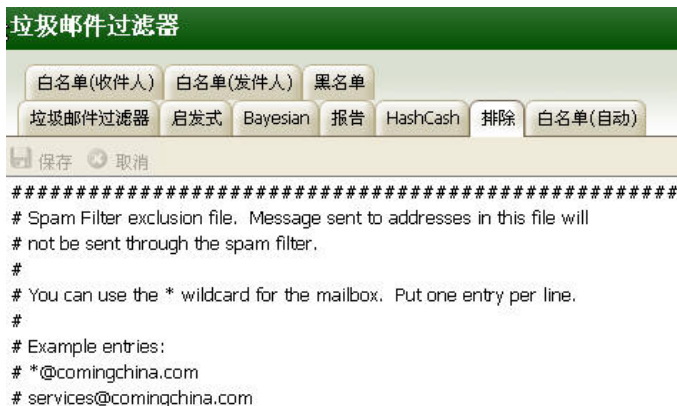 垃圾邮件过滤器
白名单(收件人) 白名单(发件人) 黑名单
垃圾邮件过滤器 启发式 Bayesian 报告 HashCash 排除 白名单(自动)
保存 取消
####################################################
# Spam Filter exclusion file. Message sent to addresses in this file will
# not be sent through the spam filter.
#
# You can use the * wildcard for the mailbox. Put one entry per line.
#
# Example entries:
# *@comingchina.com
# services@comingchina.com